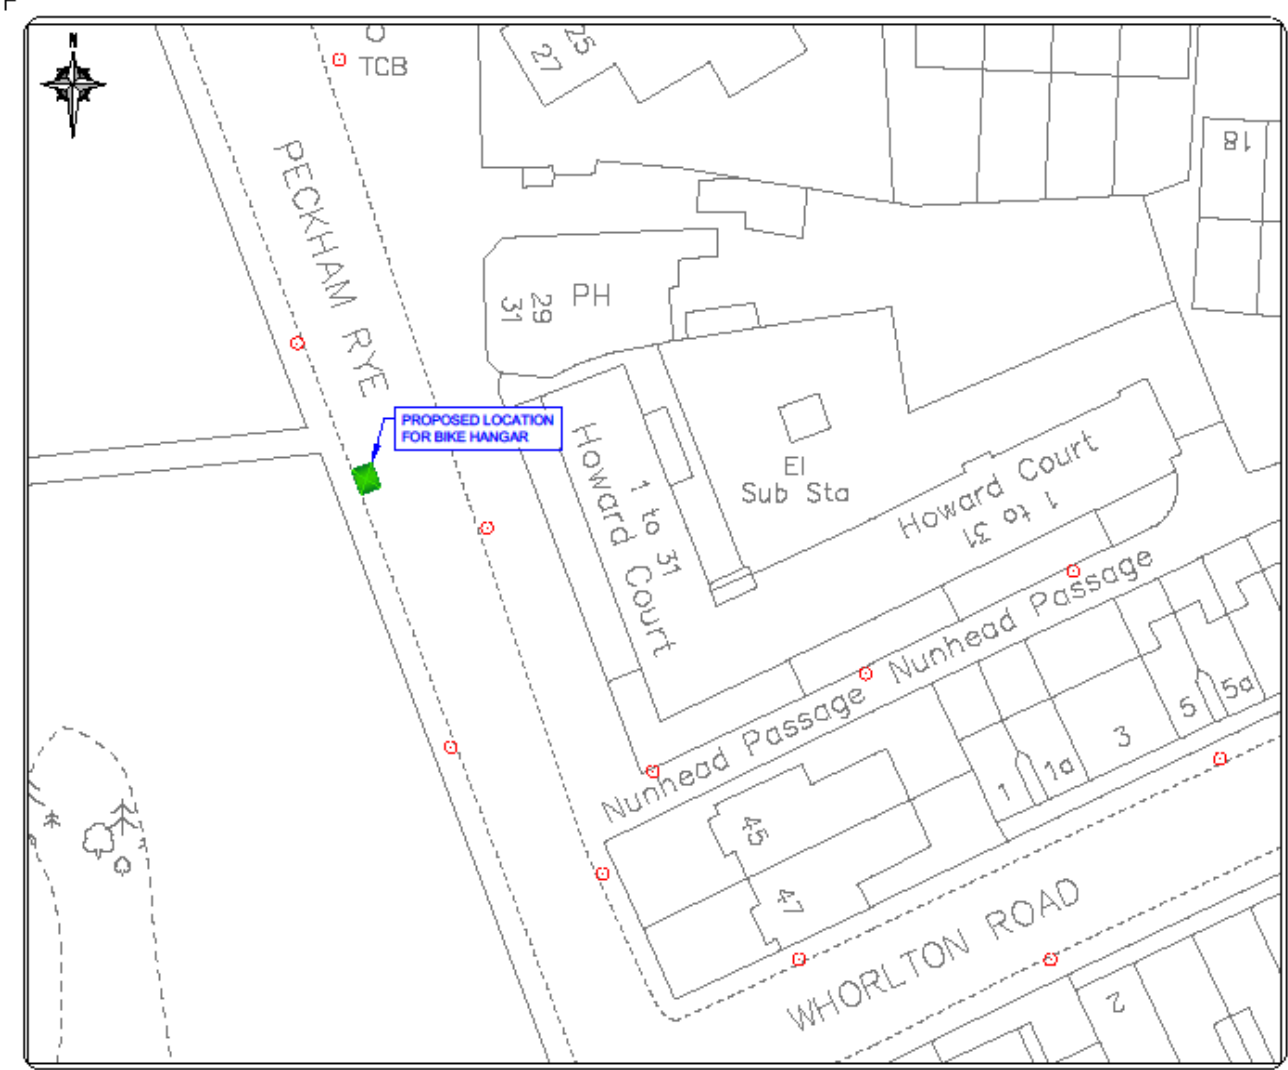 N
TCB
25
27
18
PECKHAM RYE
29
31
PH
PROPOSED LOCATION
FOR BIKE HANGAR
Howard Court
1 to 31
El
Sub Sta
Howard Court
1 to 31
Nunhead Passage
Nunhead Passage
45
47
1
1a
3
5
5a
WHORLTON ROAD
2